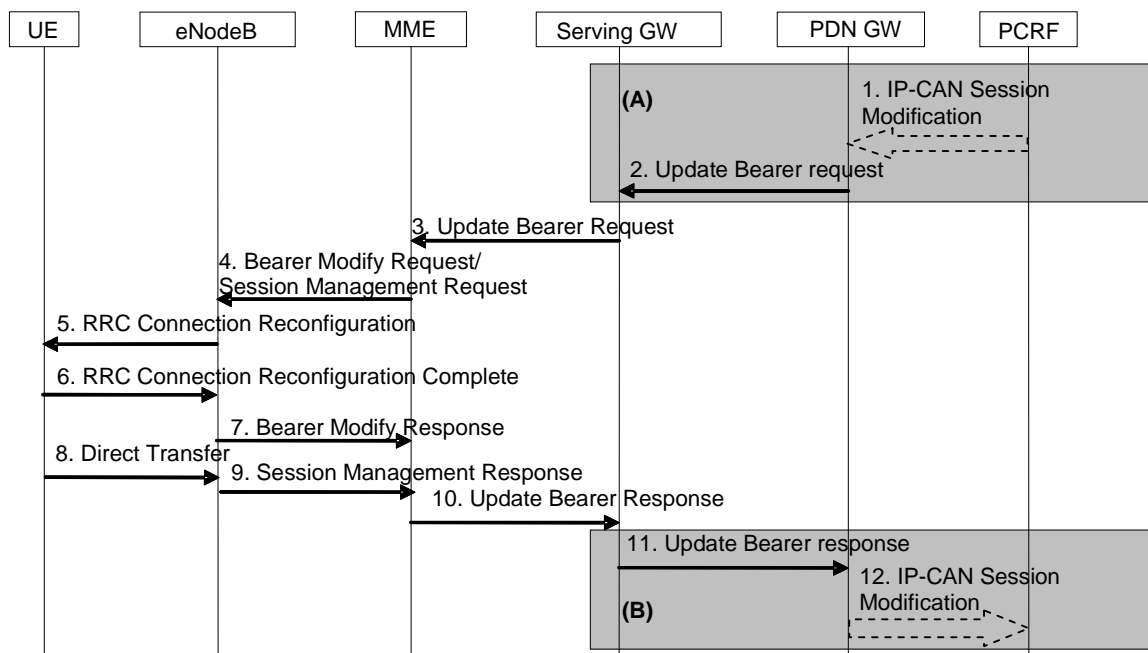 UE eNodeB MME Serving GW PDN GW PCRF
(A)
1. IP-CAN Session
Modification
2. Update Bearer request
3. Update Bearer Request
4. Bearer Modify Request/
Session Management Request
5. RRC Connection Reconfiguration
6. RRC Connection Reconfiguration Complete
7. Bearer Modify Response
8. Direct Transfer
9. Session Management Response
10. Update Bearer Response
11. Update Bearer response
12. IP-CAN Session
Modification
(B)